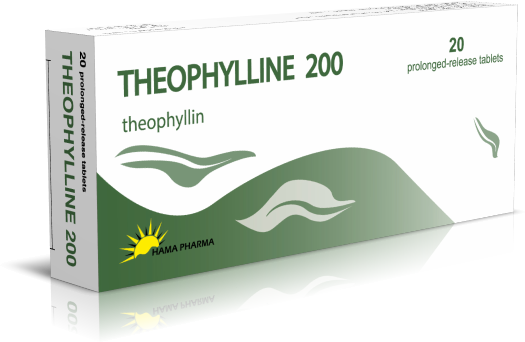 THEOPHYLLINE 200
theophyllin
20
prolonged-release tablets
HAMA PHARMA
20 prolonged-release tablets
THEOPHYLLINE 200